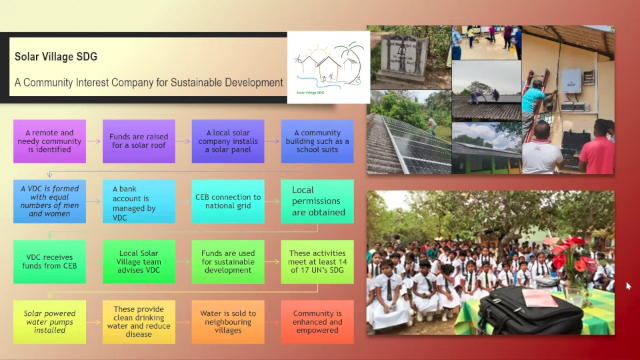 Solar Village SDG
A Community Interest Company for Sustainable Development
Solar Village SDG
A remote and
needy community
is identified
Funds are raised
for a solar roof
A local solar
company installs
a solar panel
A community
building such as a
school suits
A VDC is formed
with equal
numbers of men
and women
A bank
account is
managed by
VDC
CEB connection to
national grid
Local
permissions
are obtained
VDC receives
funds from CEB
Local Solar
Village team
advises VDC
Funds are used
for sustainable
development
These activities
meet at least 14
of 17 UN's SDG
Solar powered
water pumps
installed
These provide
clean drinking
water and reduce
disease
Water is sold to
neighbouring
villages
Community is
enhanced and
empowered